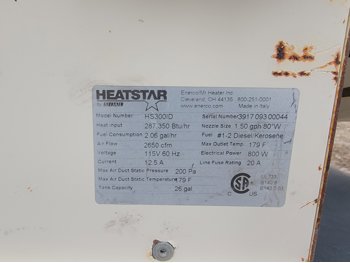 HEATSTAR
By ENERCO
Enerco/Mr Heater Inc
Cleveland, OH 44135 800-251-0001
www.enerco.com Made in Italy
Model Number HS300ID Serial Number 3917 093 00044
Heat Input 287,350 Btu/hr Nozzle Size 1.50 gph 80°W
Fuel Consumption 2.06 gal/hr Fuel #1-2 Diesel-Kerosene
Air Flow 2650 cfm Max Outlet Temp 179 F
Voltage 115V 60 Hz Electrical Power 800 W
Current 12.5 A Line Fuse Rating 20 A
Max Air Duct Static Pressure 200 Pa
Max Air Duct Static Temperature 179 F
Tank Capacity 26 gal
C US